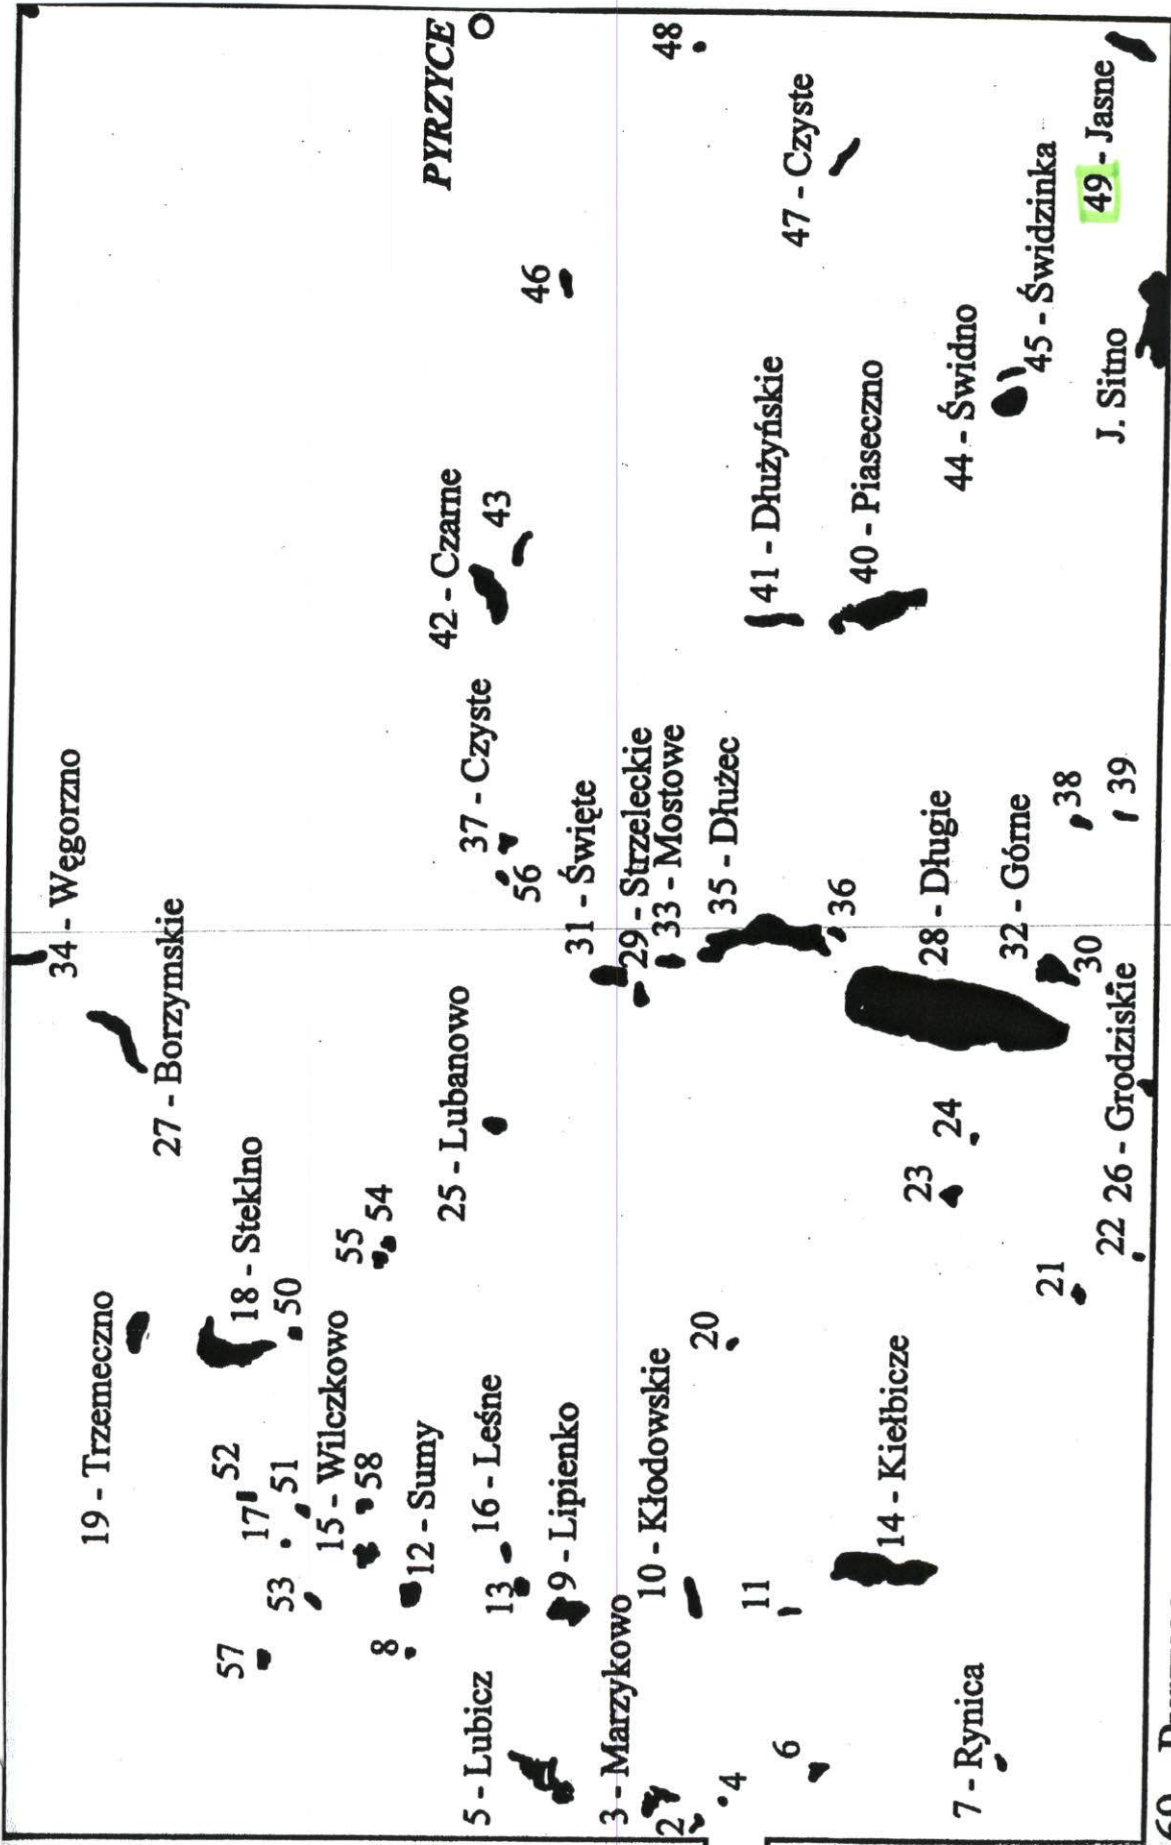 34 - Węgorzno
27 - Borzymskie
19 - Trzemeczno
18 - Steklno
50
52
17
51
53
57
15 - Wilczkowo
58
55
54
12 - Sumy
8
PYRZYCE
42 - Czarne
43
46
37 - Czyste
56
25 - Lubanowo
16 - Leśne
13
9 - Lipienko
5 - Lubicz
31 - Święte
29 - Strzeleckie
33 - Mostowe
35 - Dłużec
36
48
47 - Czyste
41 - Dłużyńskie
40 - Piaseczno
3 - Marzykowo
2
4
6
10 - Kłodowskie
11
20
14 - Kiełbicze
7 - Rynica
28 - Długie
24
23
32 - Górne
30
38
39
21
22
26 - Grodziskie
44 - Świdno
45 - Świdzinka
49 - Jasne
J. Sitno